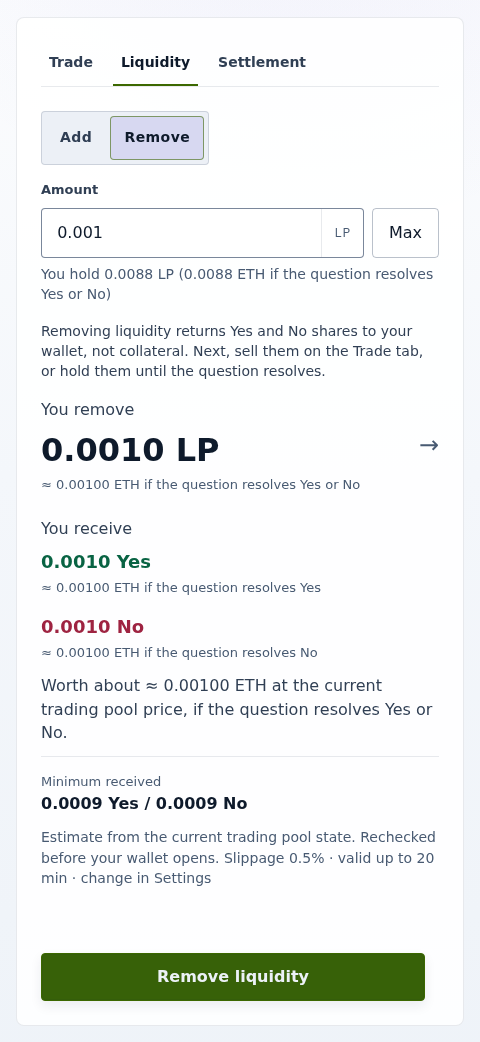 Trade Liquidity Settlement
Add Remove
Amount
0.001 LP Max
You hold 0.0088 LP (0.0088 ETH if the question resolves
Yes or No)
Removing liquidity returns Yes and No shares to your
wallet, not collateral. Next, sell them on the Trade tab,
or hold them until the question resolves.
You remove
0.0010 LP →
≈ 0.00100 ETH if the question resolves Yes or No
You receive
0.0010 Yes
≈ 0.00100 ETH if the question resolves Yes
0.0010 No
≈ 0.00100 ETH if the question resolves No
Worth about ≈ 0.00100 ETH at the current
trading pool price, if the question resolves Yes or
No.
Minimum received
0.0009 Yes / 0.0009 No
Estimate from the current trading pool state. Rechecked
before your wallet opens. Slippage 0.5% · valid up to 20
min · change in Settings
Remove liquidity